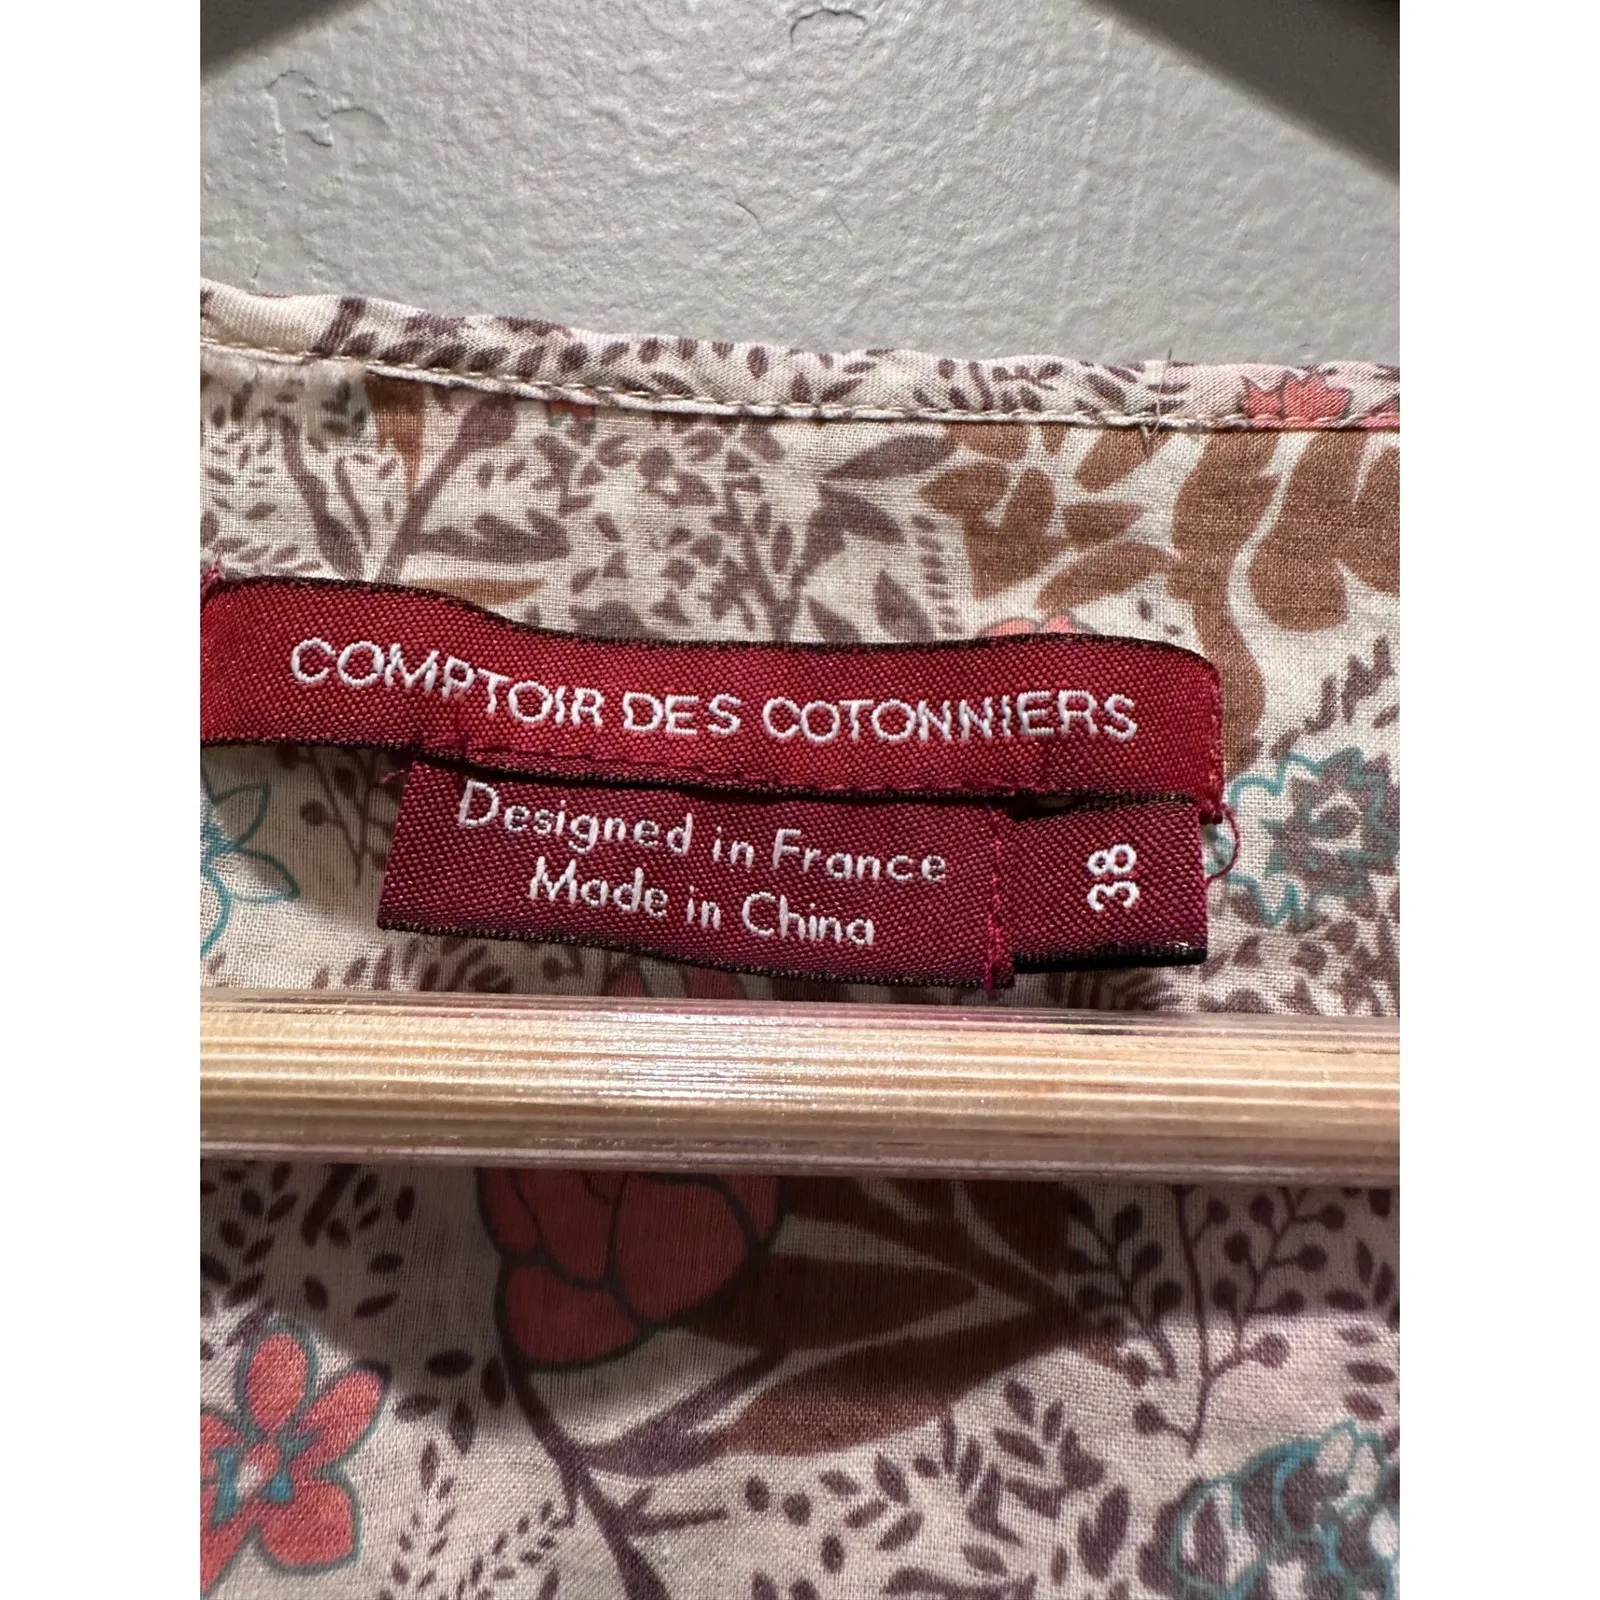 COMPTOIR DES COTONNIERS
Designed in France
Made in China
38